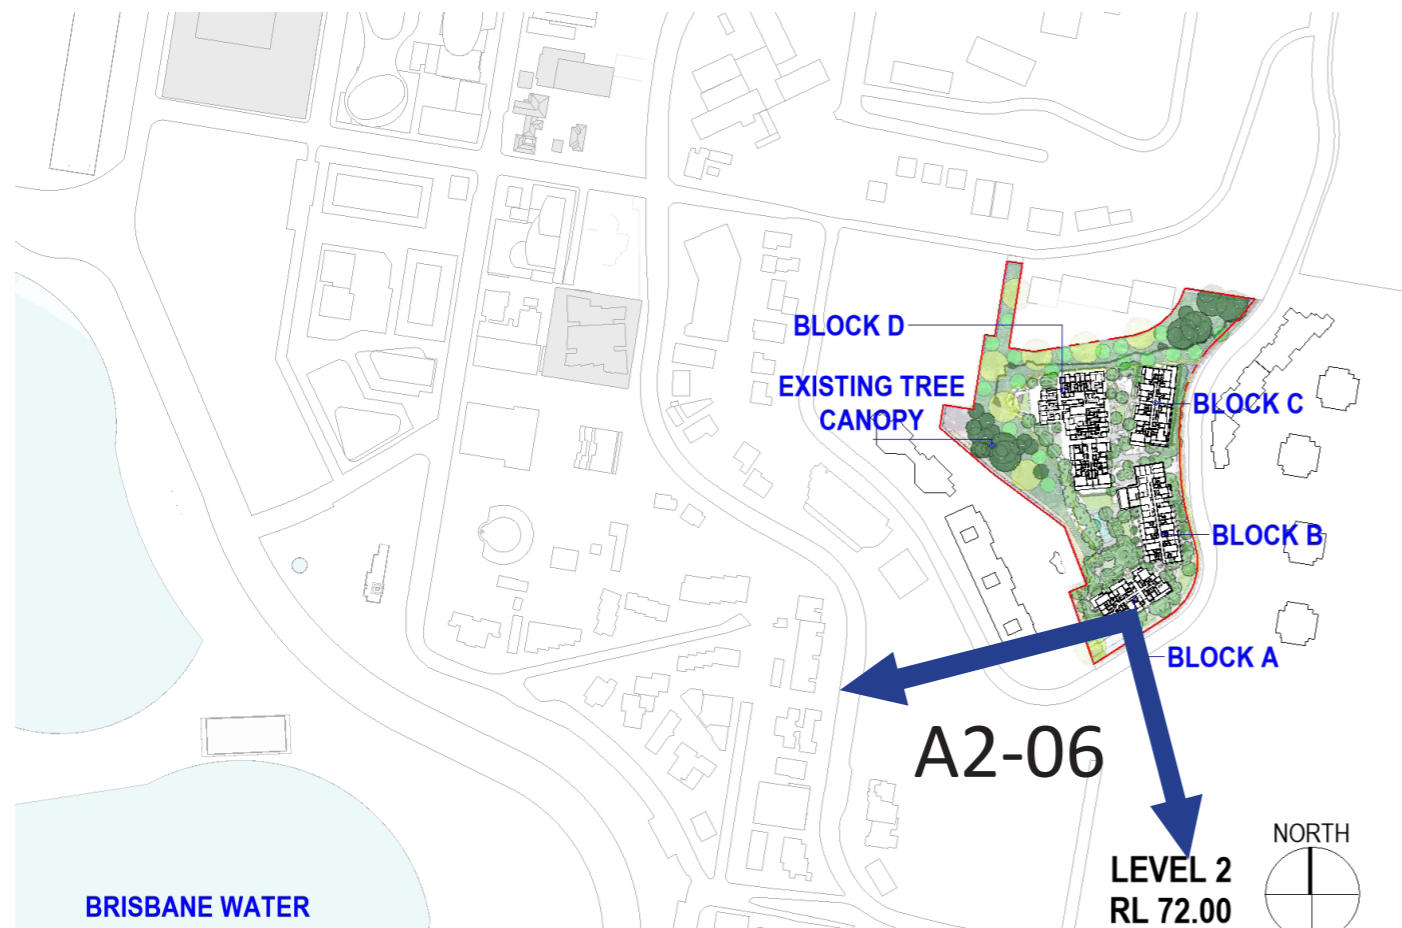 BLOCK D
EXISTING TREE
CANOPY
BLOCK C
BLOCK B
BLOCK A
A2-06
NORTH
LEVEL 2
RL 72.00
BRISBANE WATER